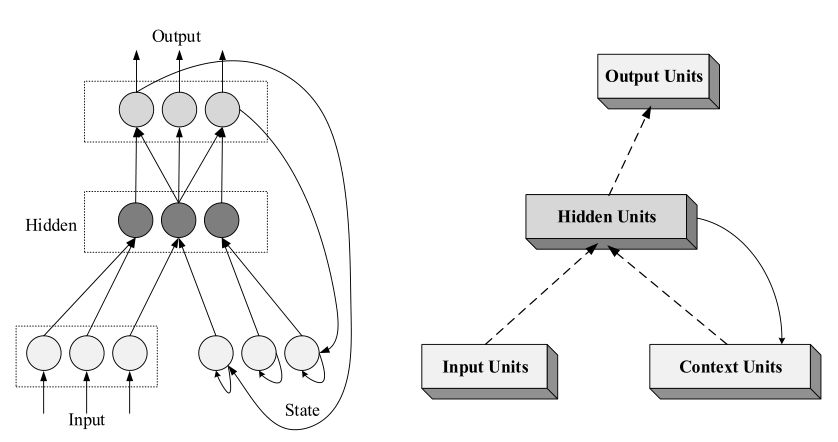 Output
Hidden
Input
State
Output Units
Hidden Units
Input Units
Context Units